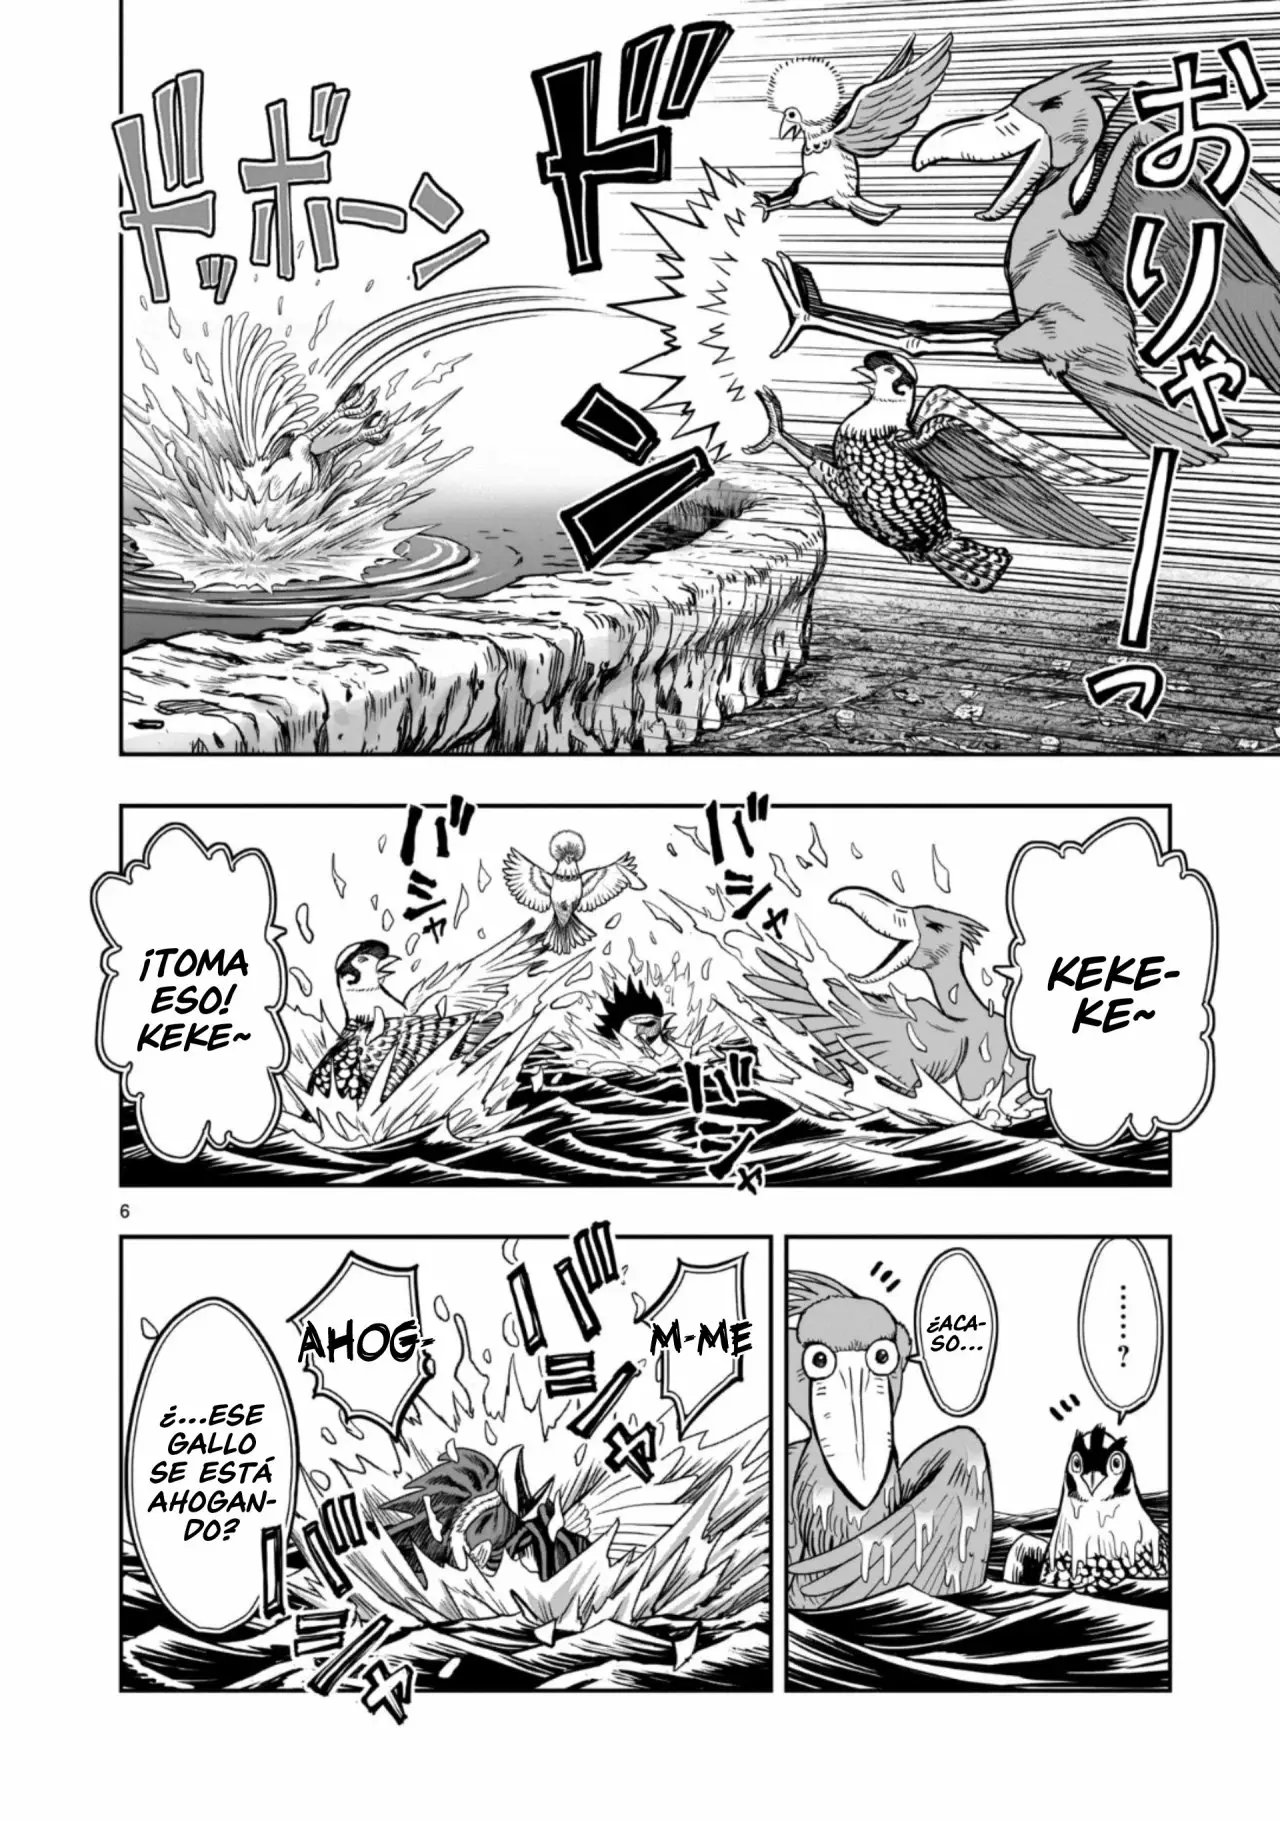 おりゃーっ
ドン
ドッボーン
KEKE-
KE~
バシャ
バシャ
バシャ
¡TOMA
ESO!
KEKE~
6
......?
¿ACA-
SO...
M-ME
AHOG-
バシャ
バシャ
¿...ESE
GALLO
SE ESTÁ
AHOGAN-
DO?